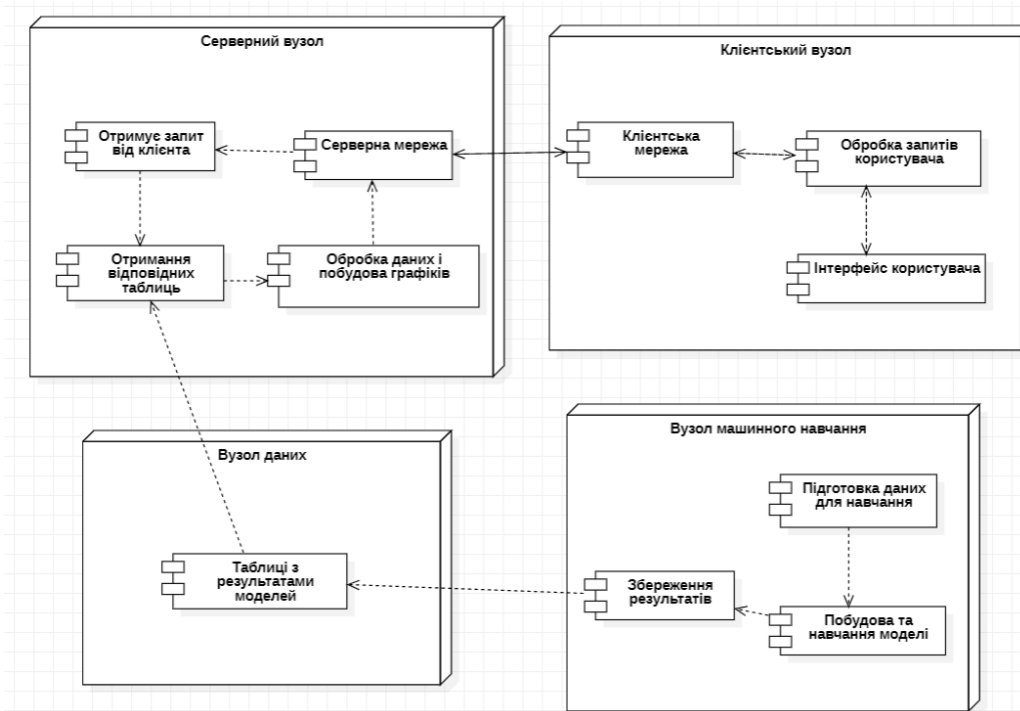 Серверний вузол
Отримує запит
від клієнта
Серверна мережа
Отримання
відповідних
таблиць
Обробка даних і
побудова графіків
Клієнтський вузол
Клієнтська
мережа
Обробка запитів
користувача
Інтерфейс користувача
Вузол даних
Таблиці з
результатами
моделей
Вузол машинного навчання
Підготовка даних
для навчання
Збереження
результатів
Побудова та
навчання моделі